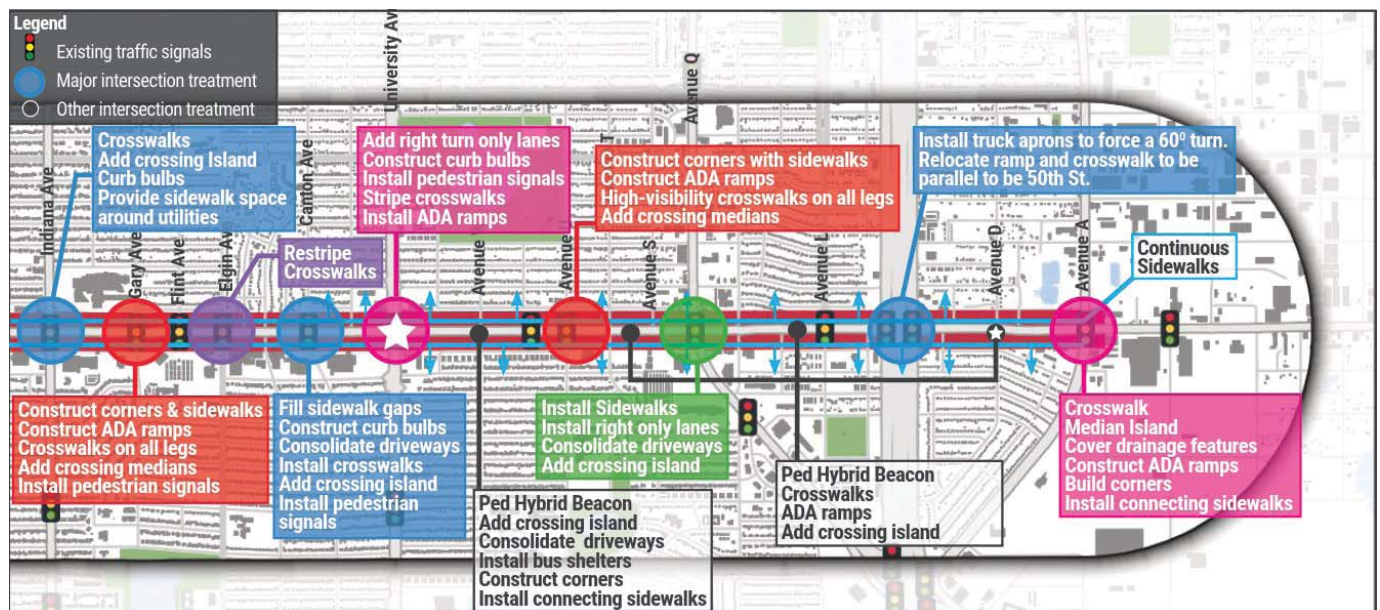 Legend
Existing traffic signals
Major intersection treatment
Other intersection treatment
Indiana Ave
Gary Ave
Flint Ave
Elgin Ave
Canton Ave
University Av
Avenue
Avenue
T
Avenue S
Avenue Q
Avenue L
Avenue D
Avenue A
Crosswalks
Add crossing Island
Curb bulbs
Provide sidewalk space
around utilities
Restripe
Crosswalks
Add right turn only lanes
Construct curb bulbs
Install pedestrian signals
Stripe crosswalks
Install ADA ramps
Construct corners with sidewalks
Construct ADA ramps
High-visibility crosswalks on all legs
Add crossing medians
Install truck aprons to force a 60⁰ turn.
Relocate ramp and crosswalk to be
parallel to be 50th St.
Continuous
Sidewalks
Construct corners & sidewalks
Construct ADA ramps
Crosswalks on all legs
Add crossing medians
Install pedestrian signals
Fill sidewalk gaps
Construct curb bulbs
Consolidate driveways
Install crosswalks
Add crossing island
Install pedestrian
signals
Ped Hybrid Beacon
Add crossing island
Consolidate driveways
Install bus shelters
Construct corners
Install connecting sidewalks
Install Sidewalks
Install right only lanes
Consolidate driveways
Add crossing island
Ped Hybrid Beacon
Crosswalks
ADA ramps
Add crossing island
Crosswalk
Median Island
Cover drainage features
Construct ADA ramps
Build corners
Install connecting sidewalks